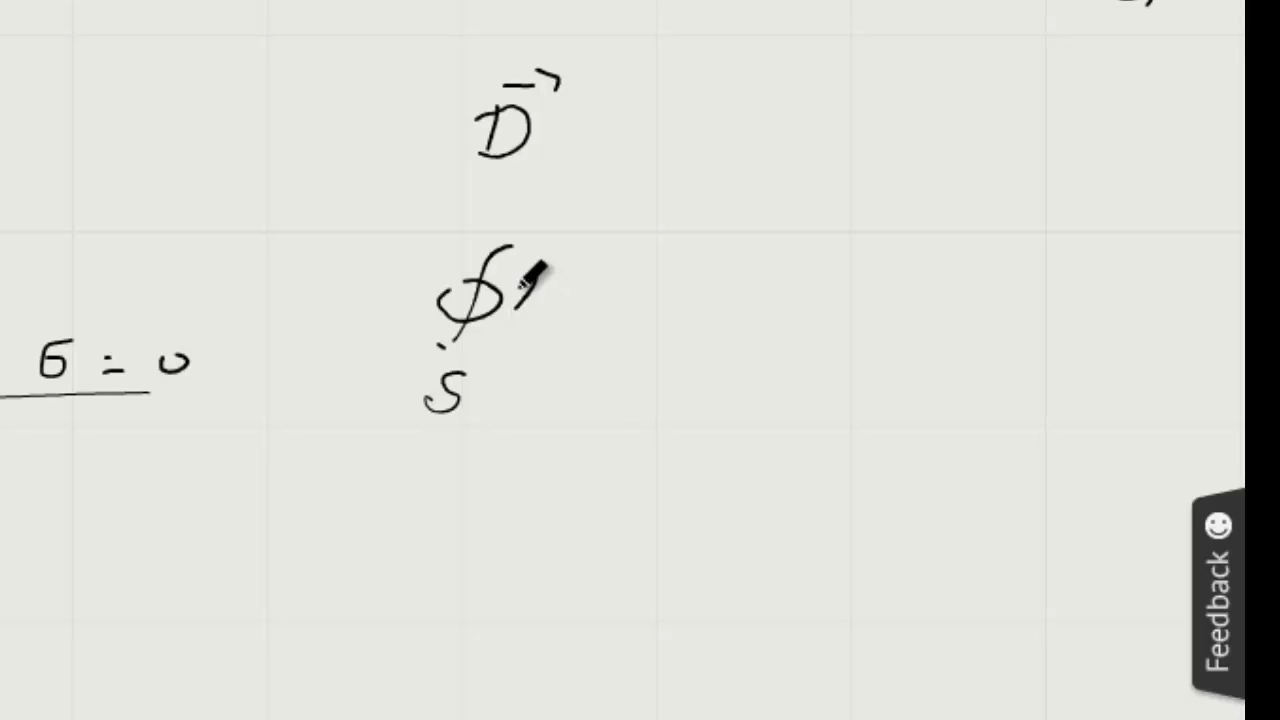 D⃗
∮
б = 0
S
Feedback ☺